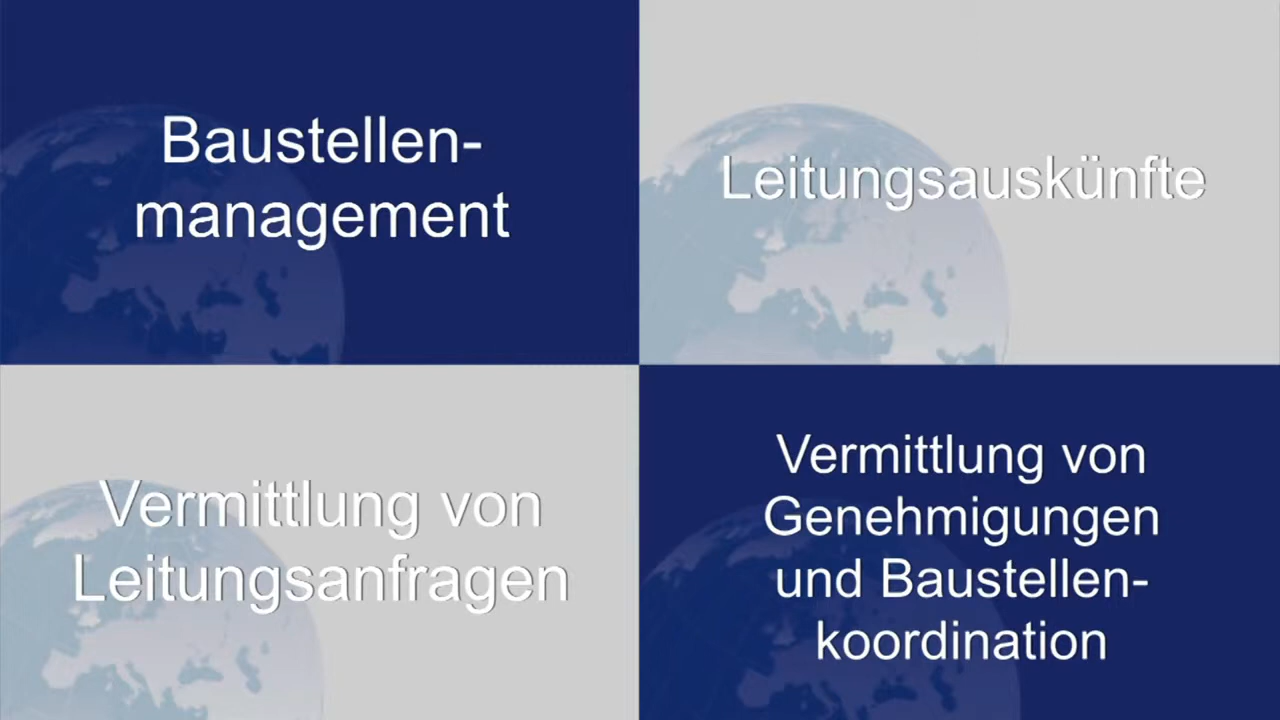 Baustellen-
management
Leitungsauskünfte
Vermittlung von
Leitungsanfragen
Vermittlung von
Genehmigungen
und Baustellen-
koordination